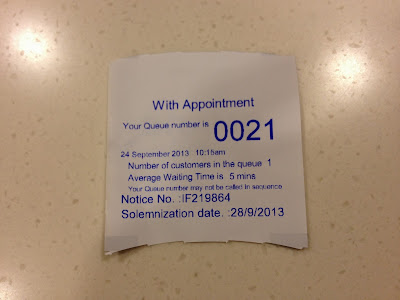 With Appointment
Your Queue number is 0021
24 September 2013 10:15am
Number of customers in the queue 1
Average Waiting Time is 5 mins
Your Queue number may not be called in sequence
Notice No. :IF219864
Solemnization date. :28/9/2013